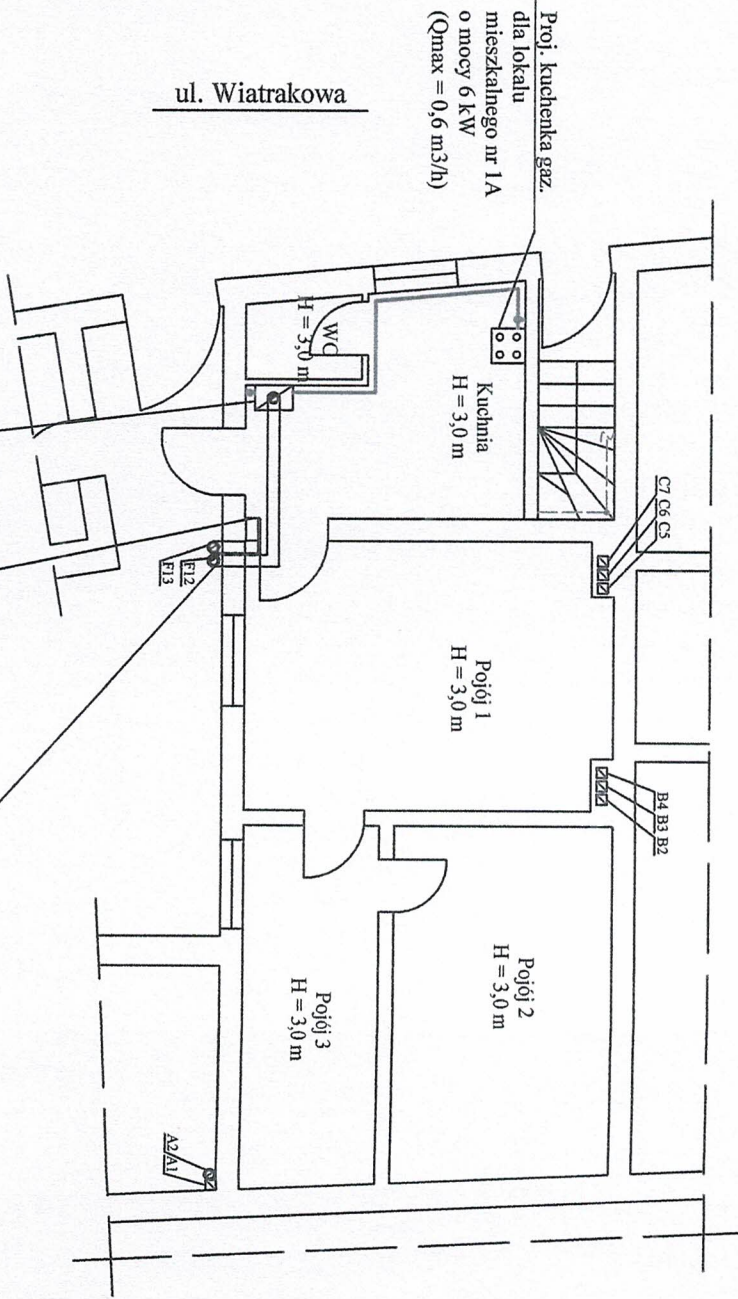 Proj. kuchenka gaz.
dla lokalu
mieszkalnego nr 1A
o mocy 6 kW
(Qmax = 0,6 m3/h)
ul. Wiatrakowa
WC
H = 3,0 m
Kuchnia
H = 3,0 m
C7 C6 C5
F12
F13
Pojój 1
H = 3,0 m
B4 B3 B2
Pojój 2
H = 3,0 m
Pojój 3
H = 3,0 m
A2/A1